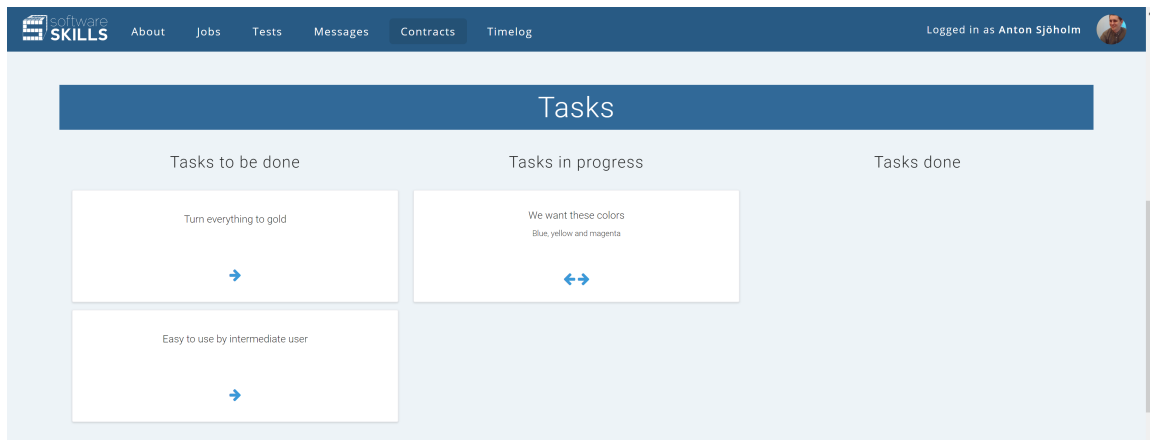 software
SKILLS
About Jobs Tests Messages Contracts Timelog
Logged in as Anton Sjöholm
Tasks
Tasks to be done
Turn everything to gold
Easy to use by intermediate user
Tasks in progress
We want these colors
Blue, yellow and magenta
Tasks done